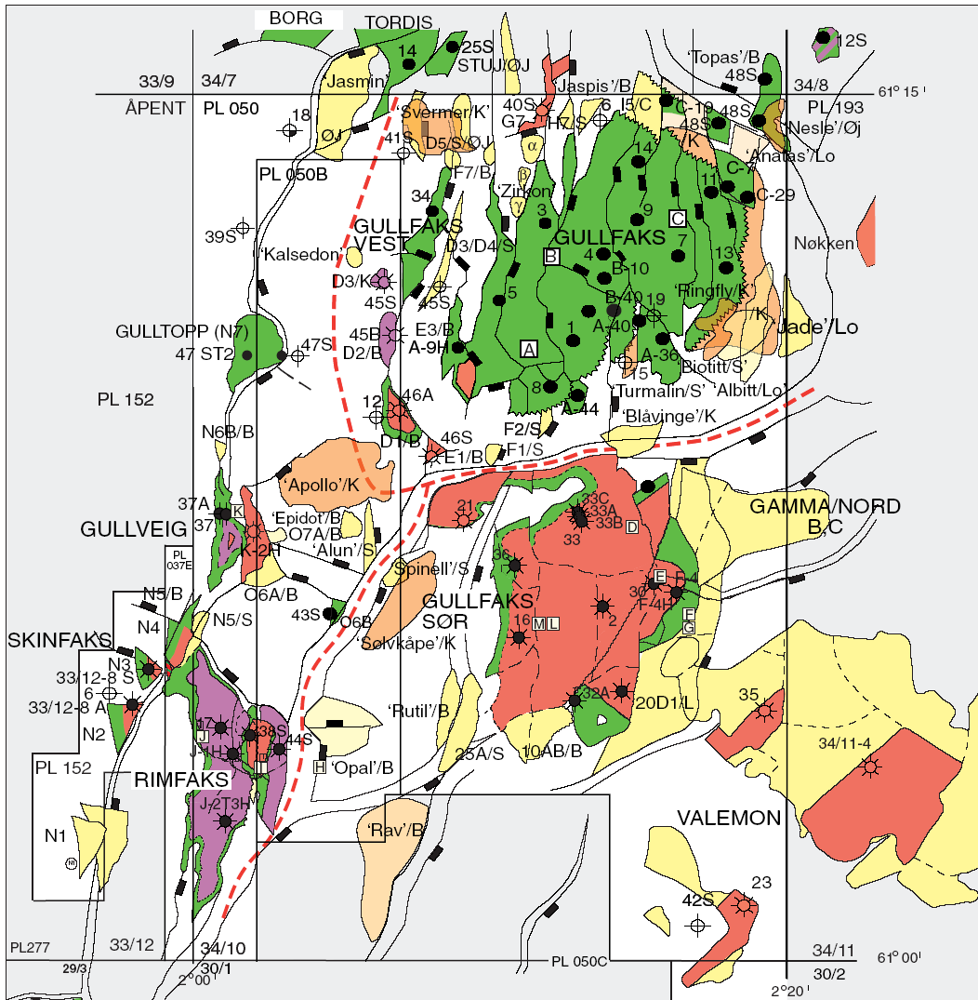 BORG
TORDIS
14
25S
STUJ/ØJ
12S
'Topas'/B
48S
33/9
34/7
'Jasmin'
'Jaspis'/B
34/8
61° 15'
ÅPENT
PL 050
'Svermer/K'
40S
G7
H7/S
6
I5/C
C-19
48S
48S
PL 193
'Nesle'/Øj
18
ØJ
41S
D5/S/ØJ
α
/K
'Anatas'/Lo
PL 050B
F7/B
β
14
C-7
'Zirkon'
γ
11
C-29
34
3
9
C
39S
GULLFAKS
VEST
GULLFAKS
Nøkken
'Kalsedon'
D3/D4/S
B
4
7
13
B-10
D3/K
45S
45S
5
B-40
19
'Ringfly/K'
/K
GULLTOPP (N7)
47 ST2
47S
45B
D2/B
E3/B
A-9H
1
A-40
'Jade'/Lo
A
A-36
'Biotitt/S'
15
8
'Turmalin/S'
'Albitt/Lo'
PL 152
12
46A
A-44
'Blåvinge'/K
N6B/B
D1/B
46S
E1/B
F2/S
F1/S
'Apollo'/K
37A
37
K
21
33C
33A
33B
33
GAMMA/NORD
B,C
GULLVEIG
'Epidot'/B
O7A/B
D
K-2H
'Alun'/S
PL
037E
36
'Spinell'/S
E
F-4
30
F-4H
N5/B
O6A/B
GULLFAKS
SØR
N5/S
43S
O6B
16
M
L
2
F
G
N4
SKINFAKS
'Sølvkåpe'/K
N3
33/12-8 S
6
33/12-8 A
32A
20D1/L
35
N2
17
J
38S
44S
'Rutil'/B
J-1H
I
H
'Opal'/B
25A/S
10AB/B
34/11-4
PL 152
RIMFAKS
J-2T3H
N1
N1
'Rav'/B
VALEMON
23
42S
PL277
33/12
34/10
PL 050C
34/11
61° 00'
29/3
30/1
30/2
2° 00'
2° 20'